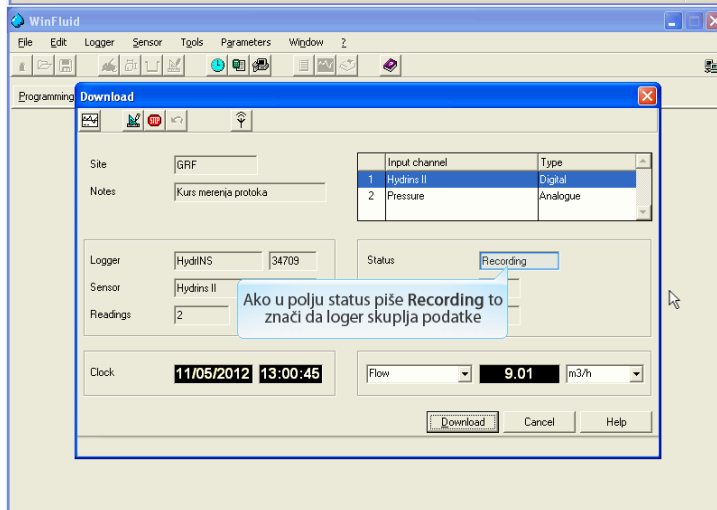 WinFluid
File Edit Logger Sensor Tools Parameters Window ?
Programming
Download
STP
Site GRF
Notes Kurs merenja protoka
Input channel Type
1 Hydrins II Digital
2 Pressure Analogue
Logger HydrINS 34709
Sensor Hydrins II
Readings 2
Status Recording
Ako u polju status piše Recording to
znači da loger skuplja podatke
Clock 11/05/2012 13:00:45
Flow 9.01 m3/h
Download Cancel Help